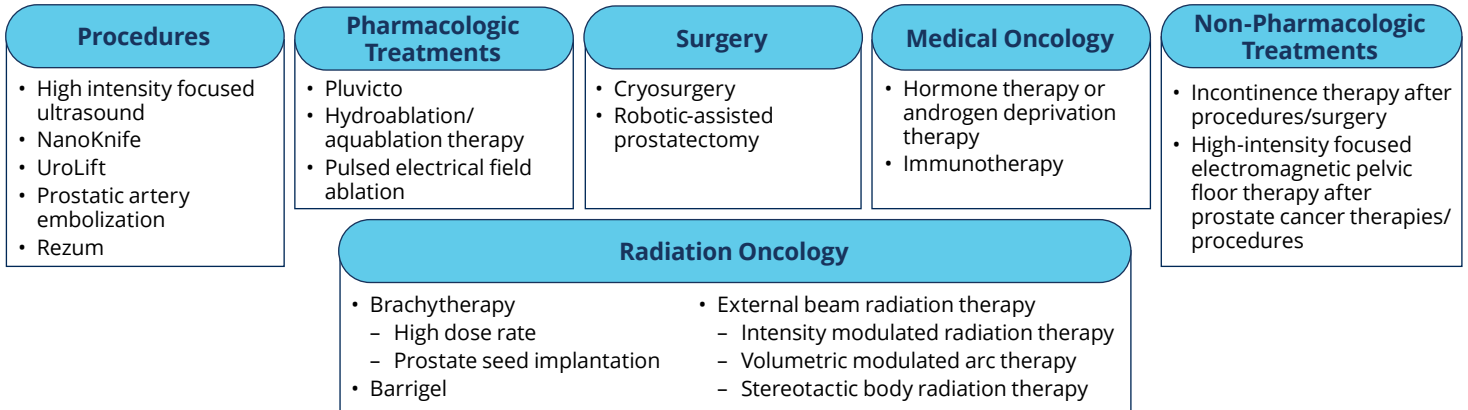 Procedures
• High intensity focused
ultrasound
• NanoKnife
• UroLift
• Prostatic artery
embolization
• Rezum
Pharmacologic
Treatments
• Pluvicto
• Hydroablation/
aquablation therapy
• Pulsed electrical field
ablation
Surgery
• Cryosurgery
• Robotic-assisted
prostatectomy
Medical Oncology
• Hormone therapy or
androgen deprivation
therapy
• Immunotherapy
Non-Pharmacologic
Treatments
• Incontinence therapy after
procedures/surgery
• High-intensity focused
electromagnetic pelvic
floor therapy after
prostate cancer therapies/
procedures
Radiation Oncology
• Brachytherapy
– High dose rate
– Prostate seed implantation
• Barrigel
• External beam radiation therapy
– Intensity modulated radiation therapy
– Volumetric modulated arc therapy
– Stereotactic body radiation therapy